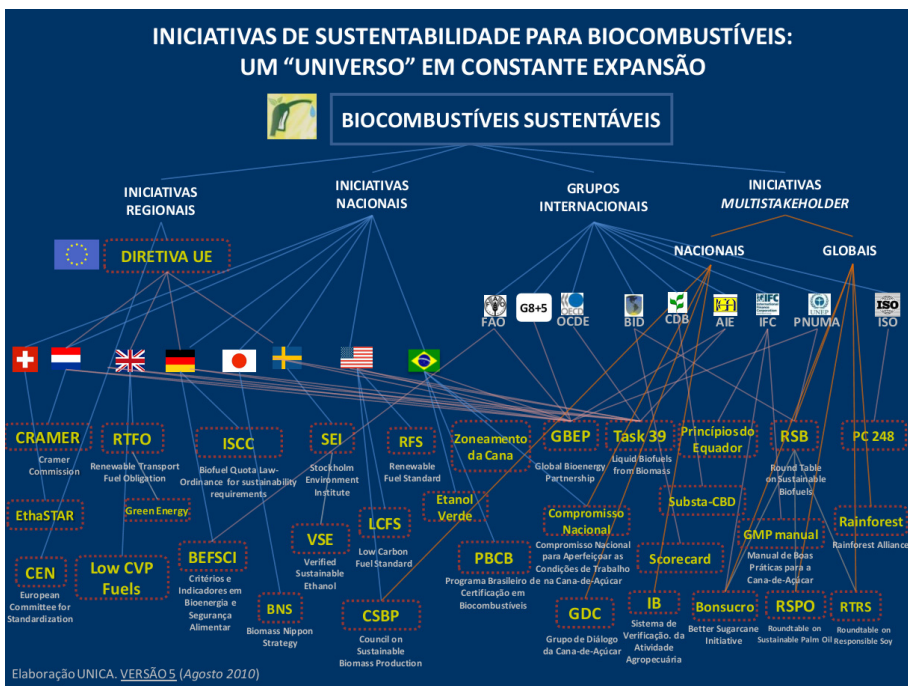 INICIATIVAS DE SUSTENTABILIDADE PARA BIOCOMBUSTÍVEIS:
UM “UNIVERSO” EM CONSTANTE EXPANSÃO
BIOCOMBUSTÍVEIS SUSTENTÁVEIS
INICIATIVAS
REGIONAIS
INICIATIVAS
NACIONAIS
GRUPOS
INTERNACIONAIS
INICIATIVAS
MULTISTAKEHOLDER
DIRETIVA UE
NACIONAIS
GLOBAIS
FAO
G8+5
OECD
OCDE
BID
CDB
AIE
IFC
International
Finance
Corporation
IFC
UNEP
PNUMA
ISO
ISO
CRAMER
Cramer
Commission
RTFO
Renewable Transport
Fuel Obligation
ISCC
Biofuel Quota Law-
Ordinance for sustainability
requirements
SEI
Stockholm
Environment
Institute
RFS
Renewable
Fuel Standard
Zoneamento
da Cana
GBEP
Global Bioenergy
Partnership
Task 39
Liquid Biofuels
from Biomass
Princípios do
Equador
RSB
Round Table
on Sustainable
Biofuels
PC 248
EthaSTAR
Green Energy
Etanol
Verde
Compromisso
Nacional
Compromisso Nacional
para Aperfeiçoar as
Condições de Trabalho
na Cana-de-Açúcar
Substa-CBD
GMP manual
Manual de Boas
Práticas para a
Cana-de-Açúcar
Rainforest
Rainforest Alliance
CEN
European
Committee for
Standardization
Low CVP
Fuels
BEFSCI
Critérios e
Indicadores em
Bioenergia e
Segurança
Alimentar
BNS
Biomass Nippon
Strategy
VSE
Verified
Sustainable
Ethanol
LCFS
Low Carbon
Fuel Standard
CSBP
Council on
Sustainable
Biomass Production
PBCB
Programa Brasileiro de
Certificação em
Biocombustíveis
GDC
Grupo de Diálogo
da Cana-de-Açúcar
Scorecard
IB
Sistema de
Verificação. da
Atividade
Agropecuária
Bonsucro
Better Sugarcane
Initiative
RSPO
Roundtable on
Sustainable Palm Oil
RTRS
Roundtable on
Responsible Soy
Elaboração UNICA. VERSÃO 5 (Agosto 2010)